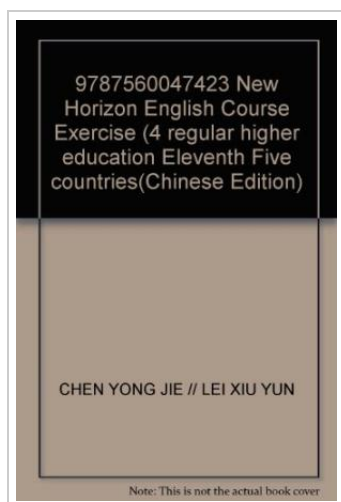 9787560047423 New
Horizon English Course
Exercise (4 regular higher
education Eleventh Five
countries(Chinese Edition)
CHEN YONG JIE // LEI XIU YUN
Note: This is not the actual book cover